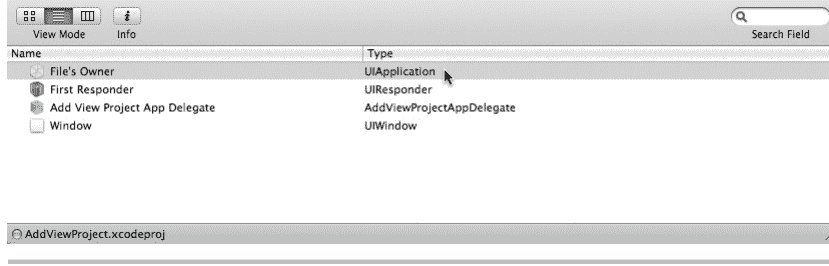 View Mode Info Search Field
Name Type
File's Owner UIApplication
First Responder UIResponder
Add View Project App Delegate AddViewProjectAppDelegate
Window UIWindow
AddViewProject.xcodeproj